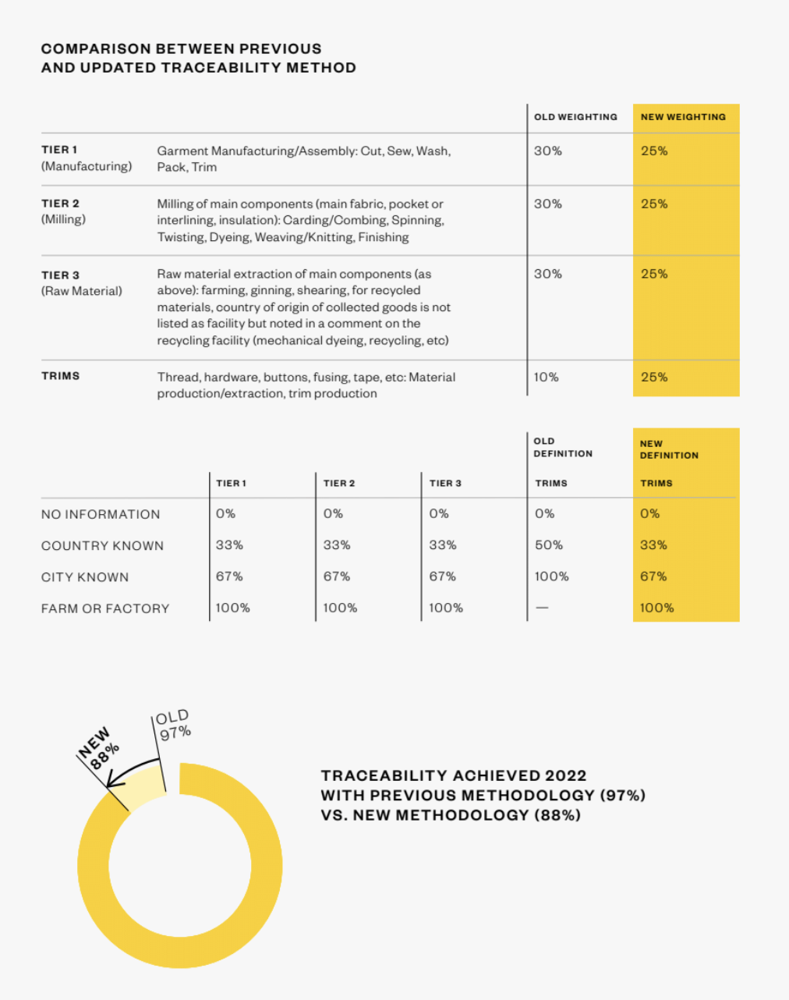 COMPARISON BETWEEN PREVIOUS
AND UPDATED TRACEABILITY METHOD
OLD WEIGHTING NEW WEIGHTING
TIER 1
(Manufacturing)
Garment Manufacturing/Assembly: Cut, Sew, Wash,
Pack, Trim
30% 25%
TIER 2
(Milling)
Milling of main components (main fabric, pocket or
interlining, insulation): Carding/Combing, Spinning,
Twisting, Dyeing, Weaving/Knitting, Finishing
30% 25%
TIER 3
(Raw Material)
Raw material extraction of main components (as
above): farming, ginning, shearing, for recycled
materials, country of origin of collected goods is not
listed as facility but noted in a comment on the
recycling facility (mechanical dyeing, recycling, etc)
30% 25%
TRIMS
Thread, hardware, buttons, fusing, tape, etc: Material
production/extraction, trim production
10% 25%
OLD
DEFINITION
NEW
DEFINITION
TIER 1 TIER 2 TIER 3 TRIMS TRIMS
NO INFORMATION 0% 0% 0% 0% 0%
COUNTRY KNOWN 33% 33% 33% 50% 33%
CITY KNOWN 67% 67% 67% 100% 67%
FARM OR FACTORY 100% 100% 100% — 100%
OLD
97%
NEW
88%
TRACEABILITY ACHIEVED 2022
WITH PREVIOUS METHODOLOGY (97%)
VS. NEW METHODOLOGY (88%)